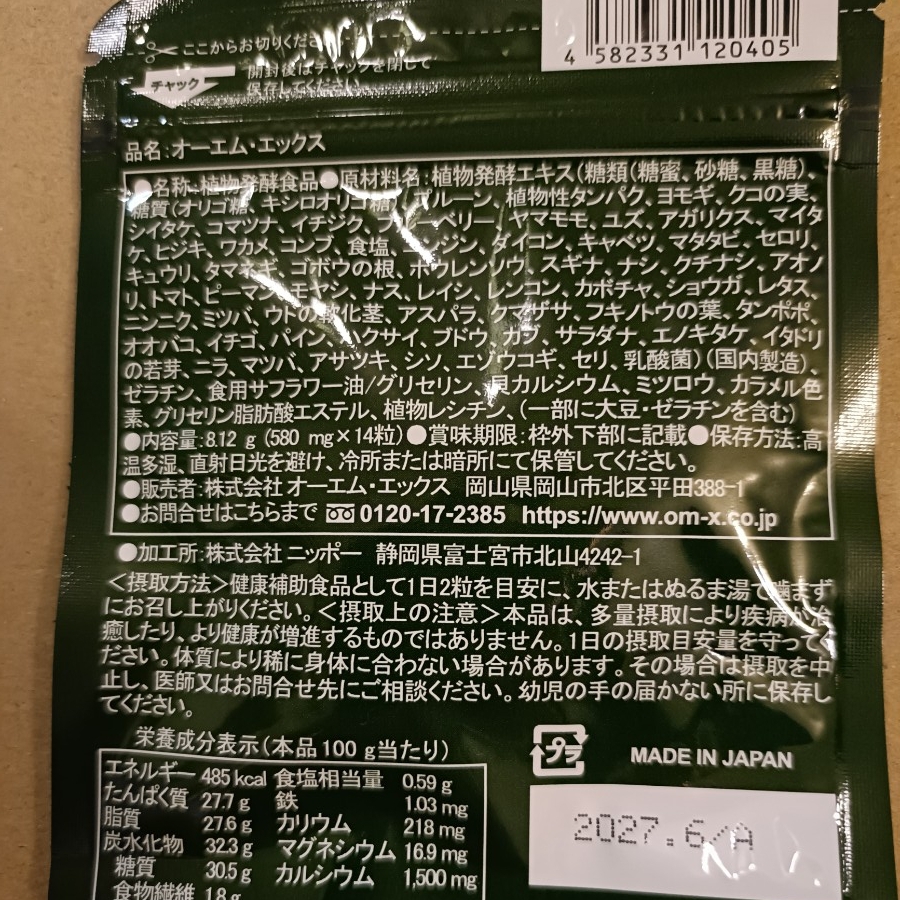 4 582331 120405
ここからお切りくださ
チャック
開封後はチャックを閉じて
保存してください
品名:オーエム・エックス
●名称:植物発酵食品●原材料名:植物発酵エキス(糖類(糖蜜、砂糖、黒糖)、
糖質(オリゴ糖、キシロオリゴ糖)、プルーン、植物性タンパク、ヨモギ、クコの実、
シイタケ、コマツナ、イチジク、ブルーベリー、ヤマモモ、ユズ、アガリクス、マイタ
ケ、ヒジキ、ワカメ、コンブ、食塩、ニンジン、ダイコン、キャベツ、マタタビ、セロリ、
キュウリ、タマネギ、ゴボウの根、ホウレンソウ、スギナ、ナシ、クチナシ、アオノ
リ、トマト、ピーマン、モヤシ、ナス、レイシ、レンコン、カボチャ、ショウガ、レタス、
ニンニク、ミツバ、ウドの軟化茎、アスパラ、クマザサ、フキノトウの葉、タンポポ、
オオバコ、イチゴ、パイン、ハクサイ、ブドウ、カブ、サラダナ、エノキタケ、イタドリ
の若芽、ニラ、マツバ、アサツキ、シソ、エゾウコギ、セリ、乳酸菌)(国内製造)、
ゼラチン、食用サフラワー油/グリセリン、貝カルシウム、ミツロウ、カラメル色
素、グリセリン脂肪酸エステル、植物レシチン、(一部に大豆・ゼラチンを含む)
●内容量:8.12 g (580 mg×14粒)●賞味期限:枠外下部に記載●保存方法:高
温多湿、直射日光を避け、冷所または暗所にて保管してください。
●販売者:株式会社 オーエム・エックス 岡山県岡山市北区平田388-1
●お問合せはこちらまで 0120-17-2385 https://www.om-x.co.jp
●加工所:株式会社 ニッポー 静岡県富士宮市北山4242-1
<摂取方法>健康補助食品として1日2粒を目安に、水またはぬるま湯で噛まず
にお召し上がりください。<摂取上の注意>本品は、多量摂取により疾病が治
癒したり、より健康が増進するものではありません。1日の摂取目安量を守ってく
ださい。体質により稀に身体に合わない場合があります。その場合は摂取を中
止し、医師又はお問合せ先にご相談ください。幼児の手の届かない所に保存し
てください。
栄養成分表示(本品100 g当たり)
エネルギー 485 kcal 食塩相当量 0.59 g
たんぱく質 27.7 g 鉄 1.03 mg
脂質 27.6 g カリウム 218 mg
炭水化物 32.3 g マグネシウム 16.9 mg
糖質 30.5 g カルシウム 1,500 mg
食物繊維 1.8 g
プラ
MADE IN JAPAN
2027.6/A